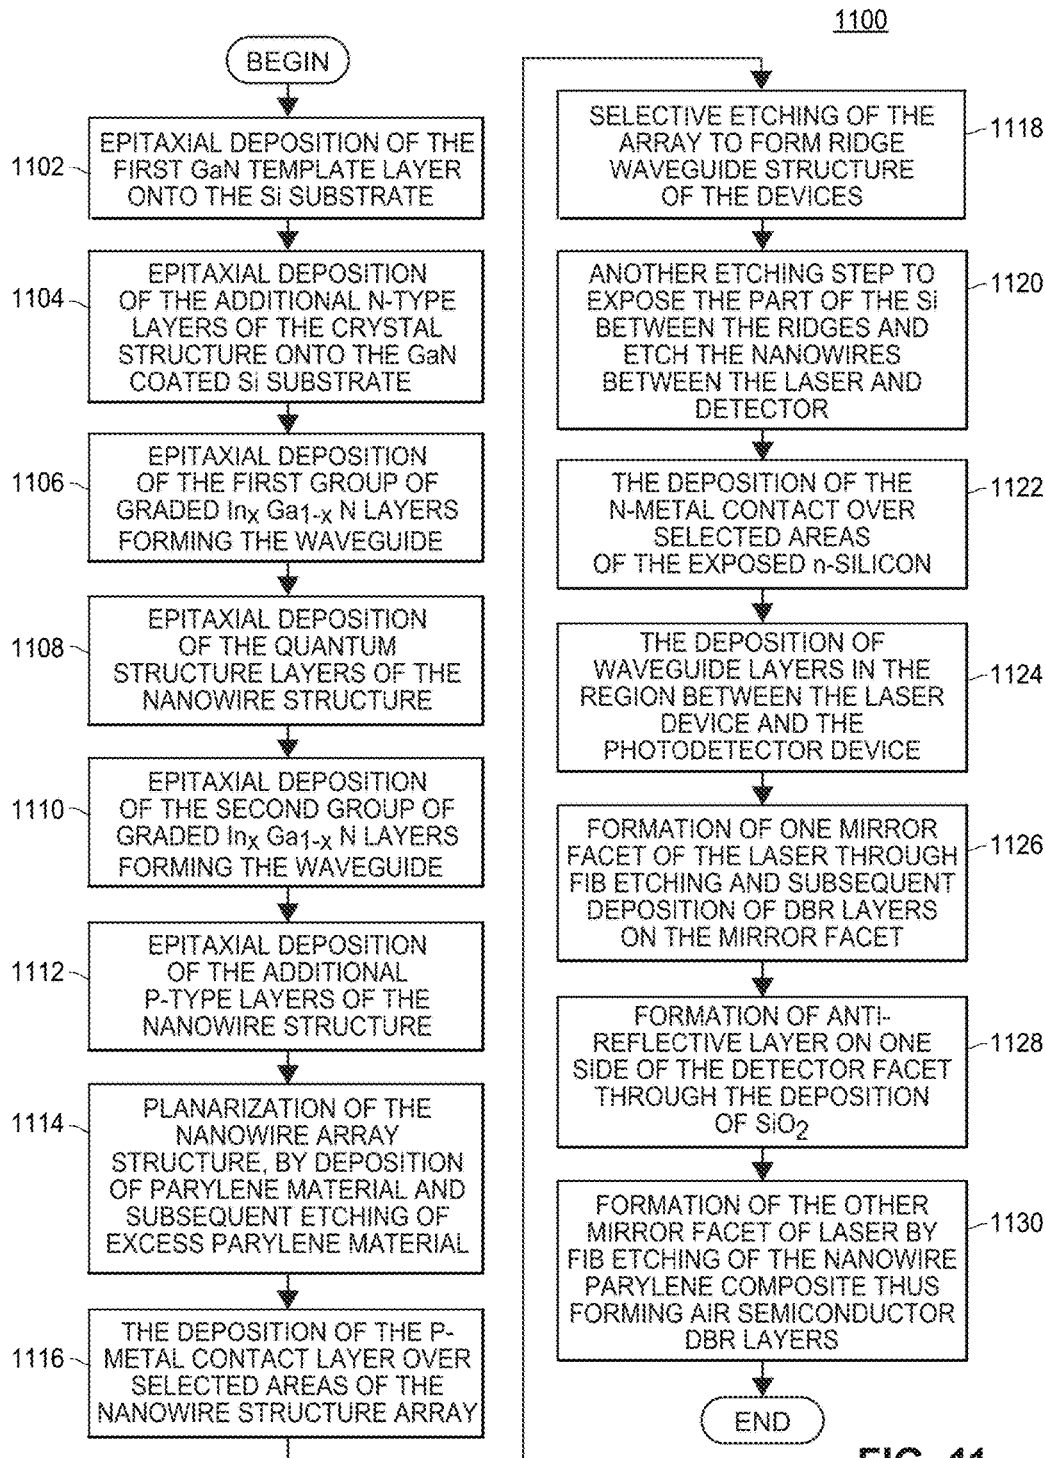 1100
BEGIN
1102
EPITAXIAL DEPOSITION OF THE
FIRST GaN TEMPLATE LAYER
ONTO THE Si SUBSTRATE
1104
EPITAXIAL DEPOSITION
OF THE ADDITIONAL N-TYPE
LAYERS OF THE CRYSTAL
STRUCTURE ONTO THE GaN
COATED Si SUBSTRATE
1106
EPITAXIAL DEPOSITION
OF THE FIRST GROUP OF
GRADED InX Ga1-X N LAYERS
FORMING THE WAVEGUIDE
1108
EPITAXIAL DEPOSITION
OF THE QUANTUM
STRUCTURE LAYERS OF THE
NANOWIRE STRUCTURE
1110
EPITAXIAL DEPOSITION
OF THE SECOND GROUP OF
GRADED InX Ga1-X N LAYERS
FORMING THE WAVEGUIDE
1112
EPITAXIAL DEPOSITION
OF THE ADDITIONAL
P-TYPE LAYERS OF THE
NANOWIRE STRUCTURE
1114
PLANARIZATION OF THE
NANOWIRE ARRAY
STRUCTURE, BY DEPOSITION
OF PARYLENE MATERIAL AND
SUBSEQUENT ETCHING OF
EXCESS PARYLENE MATERIAL
1116
THE DEPOSITION OF THE P-
METAL CONTACT LAYER OVER
SELECTED AREAS OF THE
NANOWIRE STRUCTURE ARRAY
1118
SELECTIVE ETCHING OF THE
ARRAY TO FORM RIDGE
WAVEGUIDE STRUCTURE
OF THE DEVICES
1120
ANOTHER ETCHING STEP TO
EXPOSE THE PART OF THE Si
BETWEEN THE RIDGES AND
ETCH THE NANOWIRES
BETWEEN THE LASER AND
DETECTOR
1122
THE DEPOSITION OF THE
N-METAL CONTACT OVER
SELECTED AREAS
OF THE EXPOSED n-SILICON
1124
THE DEPOSITION OF
WAVEGUIDE LAYERS IN THE
REGION BETWEEN THE LASER
DEVICE AND THE
PHOTODETECTOR DEVICE
1126
FORMATION OF ONE MIRROR
FACET OF THE LASER THROUGH
FIB ETCHING AND SUBSEQUENT
DEPOSITION OF DBR LAYERS
ON THE MIRROR FACET
1128
FORMATION OF ANTI-
REFLECTIVE LAYER ON ONE
SIDE OF THE DETECTOR FACET
THROUGH THE DEPOSITION
OF SiO2
1130
FORMATION OF THE OTHER
MIRROR FACET OF LASER BY
FIB ETCHING OF THE NANOWIRE
PARYLENE COMPOSITE THUS
FORMING AIR SEMICONDUCTOR
DBR LAYERS
END
FIG. 11